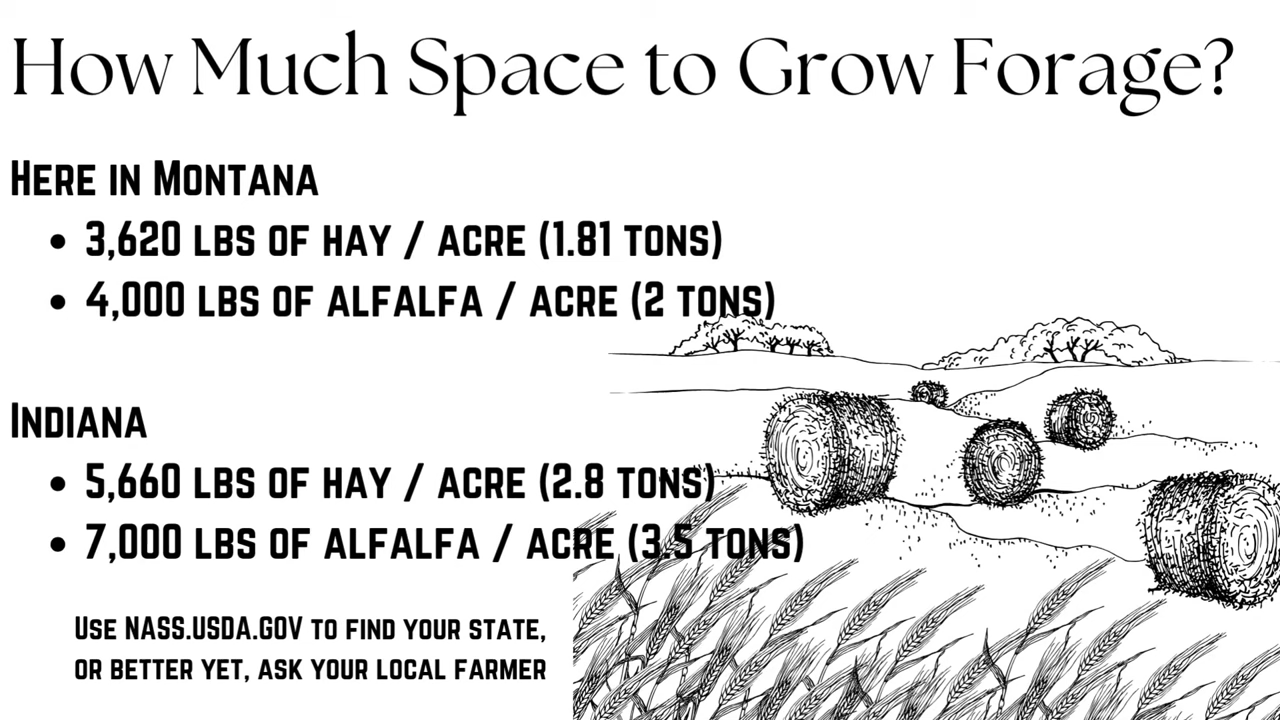 How Much Space to Grow Forage?
Here in Montana
• 3,620 lbs of hay / acre (1.81 tons)
• 4,000 lbs of alfalfa / acre (2 tons)
Indiana
• 5,660 lbs of hay / acre (2.8 tons)
• 7,000 lbs of alfalfa / acre (3.5 tons)
Use NASS.USDA.GOV to find your state,
or better yet, ask your local farmer